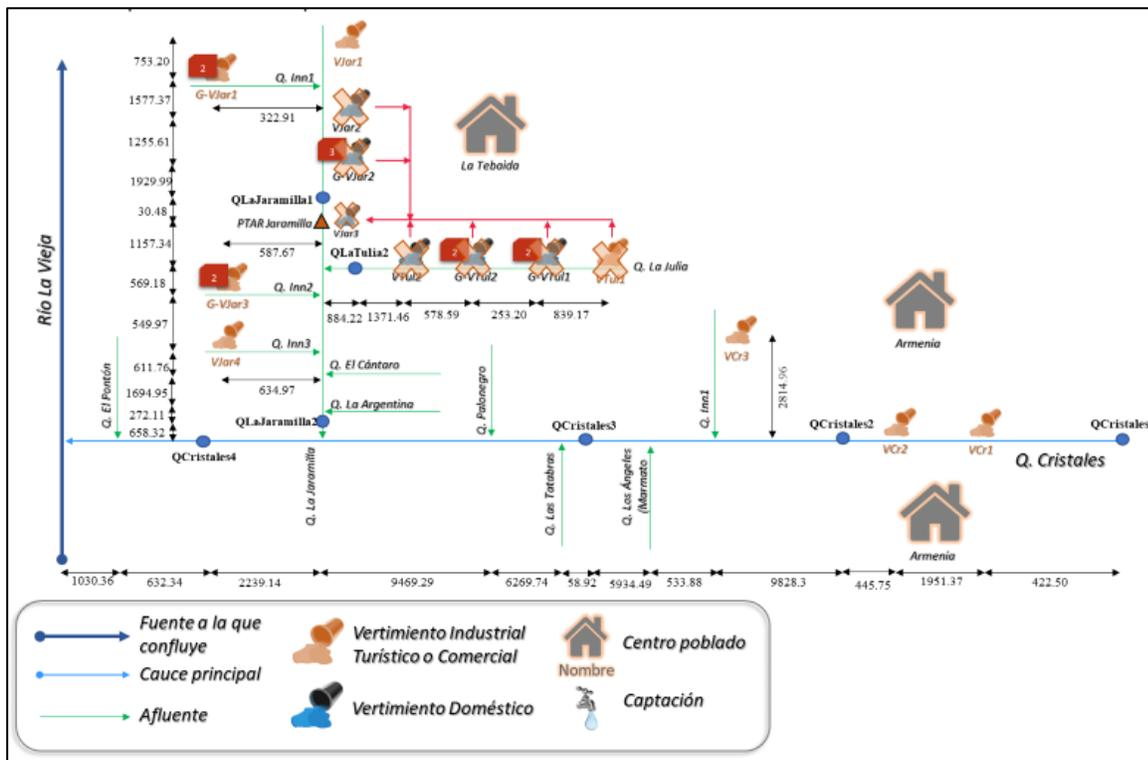 753.20
VJar1
2
Q. Inn1
G-VJar1
1577.37
322.91
VJar2
1255.61
3
G-VJar2
La Tebaida
1929.99
QLaJaramilla1
30.48
PTAR Jaramilla
VJar3
1157.34
587.67
QLaTulia2
2
2
Q. La Julia
VTul2
G-VTul2
G-VTul1
VTul1
569.18
2
Q. Inn2
G-VJar3
884.22
1371.46
578.59
253.20
839.17
549.97
Q. Inn3
VJar4
VCr3
Armenia
611.76
Q. El Cántaro
634.97
1694.95
Q. La Argentina
272.11
QLaJaramilla2
658.32
Río La Vieja
Q. El Pontón
Q. Palonegro
Q. Inn1
2814.96
QCristales4
QCristales3
QCristales2
QCristales
VCr2
VCr1
Q. Cristales
Q. La Jaramilla
Q. Las Tatabras
Q. Los Ángeles
(Marmato)
Armenia
1030.36
632.34
2239.14
9469.29
6269.74
58.92
5934.49
533.88
9828.3
445.75
1951.37
422.50
Fuente a la que
confluye
Cauce principal
Afluente
Vertimiento Industrial
Turístico o Comercial
Vertimiento Doméstico
Nombre
Centro poblado
Captación